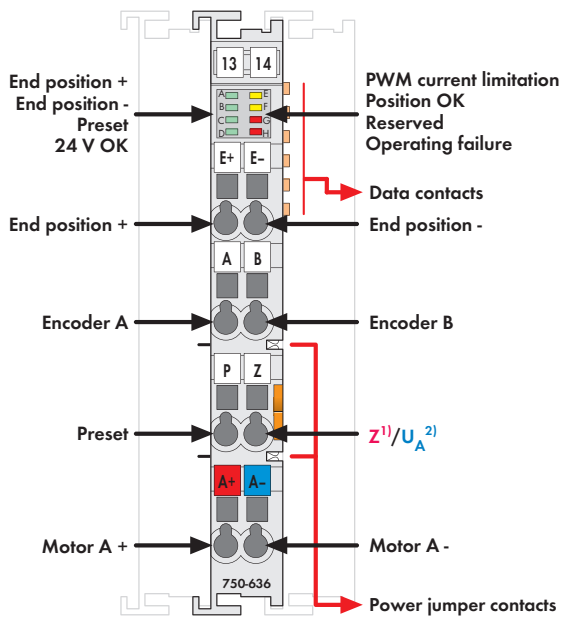 13 14
End position +
End position -
Preset
24 V OK
A E
B F
C G
D H
PWM current limitation
Position OK
Reserved
Operating failure
E+ E−
Data contacts
End position +
End position -
A B
Encoder A
Encoder B
P Z
Preset
Z1)/UA2)
A+ A−
Motor A +
Motor A -
750-636
Power jumper contacts